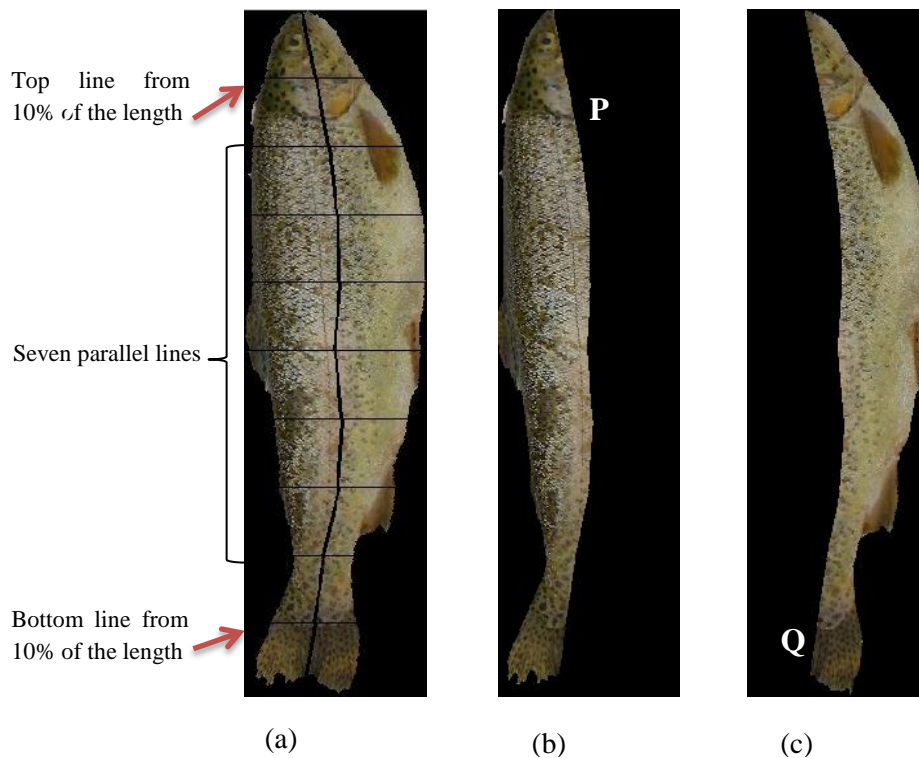 Top line from
10% of the length
P
Seven parallel lines
Bottom line from
10% of the length
Q
(a)
(b)
(c)